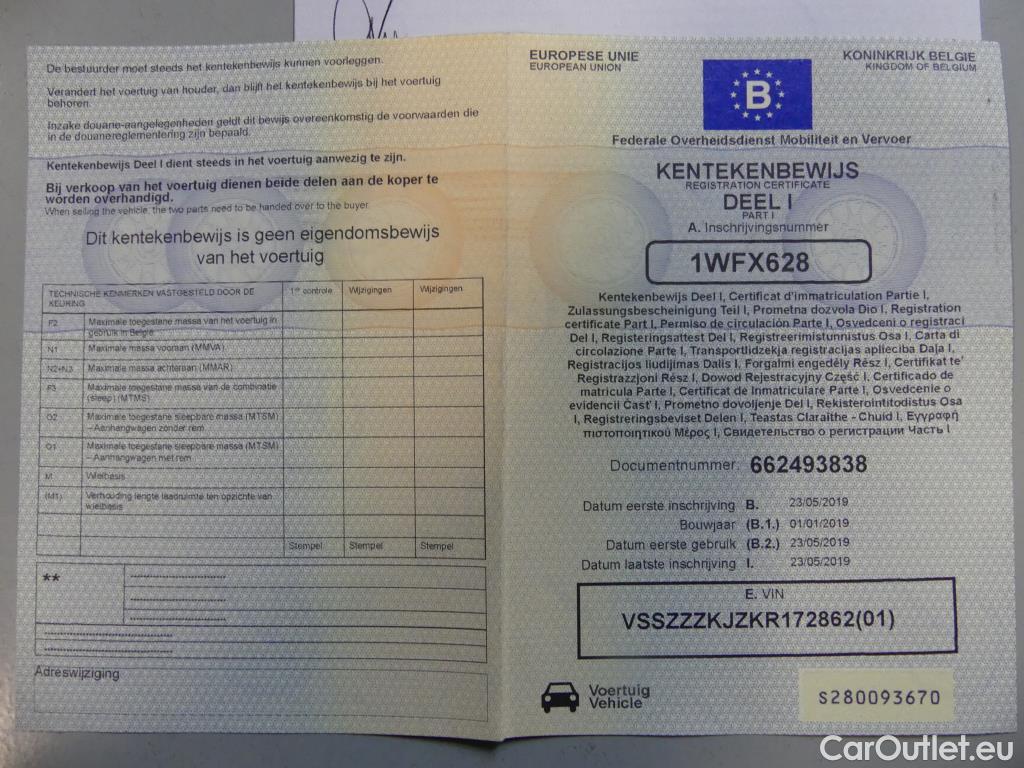 De bestuurder moet steeds het kentekenbewijs kunnen voorleggen.
Verandert het voertuig van houder, dan blijft het kentekenbewijs bij het voertuig
behoren.
Inzake douane-aangelegenheden geldt dit bewijs overeenkomstig de voorwaarden die
in de douanereglementering zijn bepaald.
Kentekenbewijs Deel I dient steeds in het voertuig aanwezig te zijn.
Bij verkoop van het voertuig dienen beide delen aan de koper te
worden overhandigd.
When selling the vehicle, the two parts need to be handed over to the buyer
Dit kentekenbewijs is geen eigendomsbewijs
van het voertuig
TECHNISCHE KENMERKEN VASTGESTELD DOOR DE
KEURING
1ste controle
Wijzigingen
Wijzigingen
F2 Maximale toegestane massa van het voertuig in
gebruik in België
N1 Maximale massa vooraan (MMVA)
N2+N3 Maximale massa achteraan (MMAR)
F3 Maximale toegestane massa van de combinatie
(sleep) (MTMS)
O2 Maximale toegestane sleepbare massa (MTSM)
– Aanhangwagen zonder rem
O1 Maximale toegestane sleepbare massa (MTSM)
– Aanhangwagen met rem
M Wielbasis
(M1) Verhouding lengte laadruimte ten opzichte van
wielbasis
Stempel
Stempel
Stempel
**
Adreswijziging
EUROPESE UNIE
EUROPEAN UNION
KONINKRIJK BELGIE
KINGDOM OF BELGIUM
B
Federale Overheidsdienst Mobiliteit en Vervoer
KENTEKENBEWIJS
REGISTRATION CERTIFICATE
DEEL I
PART I
A. Inschrijvingsnummer
1WFX628
Kentekenbewijs Deel I, Certificat d'immatriculation Partie I,
Zulassungsbescheinigung Teil I, Prometna dozvola Dio I, Registration
certificate Part I, Permiso de circulación Parte I, Osvedceni o registraci
Del I, Registeringsattest Del I, Registreerimistunnistus Osa I, Carta di
circolazione Parte I, Transportlidzekja registracijas aplieciba Daļa I,
Registracijos liudijimas Dalis I, Forgalmi engedély Rész I, Certifikat te'
Registrazzjoni Rész I, Dowod Rejestracyjny Część I, Certificado de
matricula Parte I, Certificat de Inmatriculare Parte I, Osvedcenie o
evidencii Časť I, Prometno dovoljenje Del I, Rekisterointitodistus Osa
I, Registreringsbeviset Delen I, Teastas Claraithe - Chuid I, Εγγραφή
πιστοποιητικού Μέρος I, Свидетельство о регистрации Часть I
Documentnummer: 662493838
Datum eerste inschrijving B. 23/05/2019
Bouwjaar (B.1.) 01/01/2019
Datum eerste gebruik (B.2.) 23/05/2019
Datum laatste inschrijving I. 23/05/2019
E. VIN
VSSZZZKJZKR172862(01)
Voertuig
Vehicle
S280093670
CarOutlet.eu